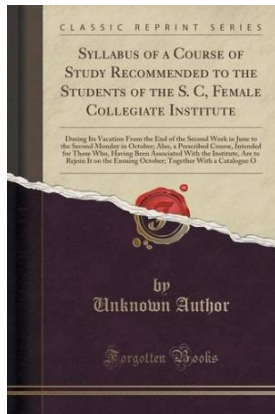 CLASSIC REPRINT SERIES
SYLLABUS OF A COURSE OF
STUDY RECOMMENDED TO THE
STUDENTS OF THE S. C, FEMALE
COLLEGIATE INSTITUTE
During Its Vacation From the End of the Second Week in June to
the Second Monday in October; Also, a Prescribed Course, Intended
for Those Who, Having Been Associated With the Institute, Are to
Rejoin It on the Ensuing October; Together With a Catalogue O
by
Unknown Author
Forgotten Books